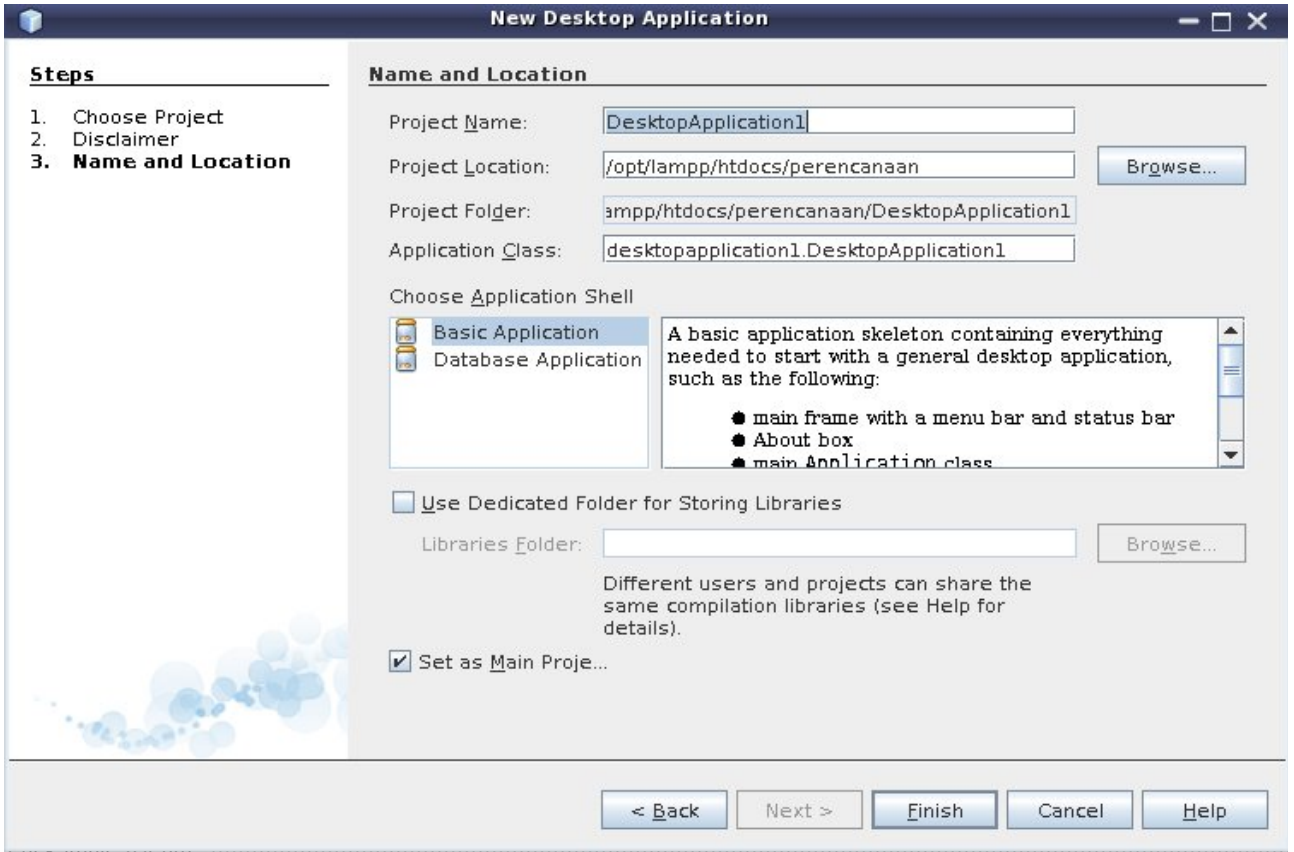 New Desktop Application
Steps
1. Choose Project
2. Disclaimer
3. Name and Location
Name and Location
Project Name: DesktopApplication1
Project Location: /opt/lampp/htdocs/perencanaan Browse...
Project Folder: ampp/htdocs/perencanaan/DesktopApplication1
Application Class: desktopapplication1.DesktopApplication1
Choose Application Shell
Basic Application
Database Application
A basic application skeleton containing everything
needed to start with a general desktop application,
such as the following:
● main frame with a menu bar and status bar
● About box
● main Application class
Use Dedicated Folder for Storing Libraries
Libraries Folder: Browse...
Different users and projects can share the
same compilation libraries (see Help for
details).
Set as Main Proje...
< Back Next > Finish Cancel Help